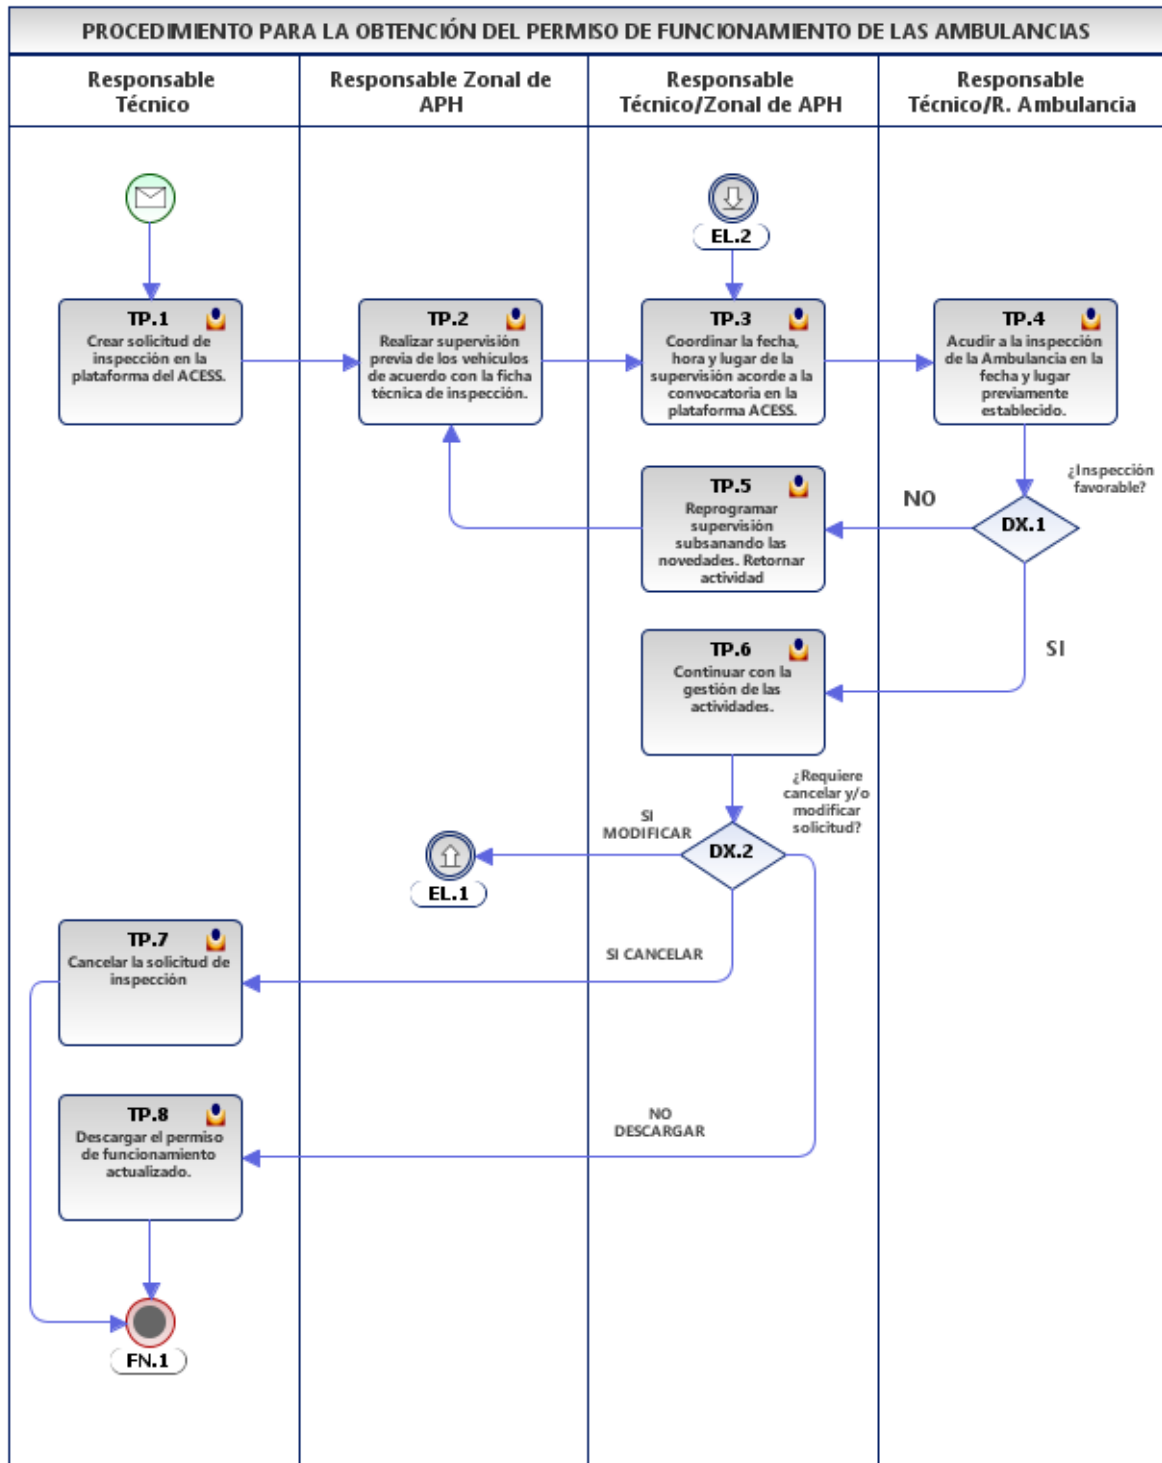 PROCEDIMIENTO PARA LA OBTENCIÓN DEL PERMISO DE FUNCIONAMIENTO DE LAS AMBULANCIAS
Responsable
Técnico
Responsable Zonal de
APH
Responsable
Técnico/Zonal de APH
Responsable
Técnico/R. Ambulancia
EL.2
TP.1
Crear solicitud de
inspección en la
plataforma del ACESS.
TP.2
Realizar supervisión
previa de los vehículos
de acuerdo con la ficha
técnica de inspección.
TP.3
Coordinar la fecha,
hora y lugar de la
supervisión acorde a la
convocatoria en la
plataforma ACESS.
TP.4
Acudir a la inspección
de la Ambulancia en la
fecha y lugar
previamente
establecido.
¿Inspección
favorable?
DX.1
NO
TP.5
Reprogramar
supervisión
subsanando las
novedades. Retornar
actividad
SI
TP.6
Continuar con la
gestión de las
actividades.
¿Requiere
cancelar y/o
modificar
solicitud?
SI
MODIFICAR
DX.2
EL.1
TP.7
Cancelar la solicitud de
inspección
SI CANCELAR
TP.8
Descargar el permiso
de funcionamiento
actualizado.
NO
DESCARGAR
FN.1